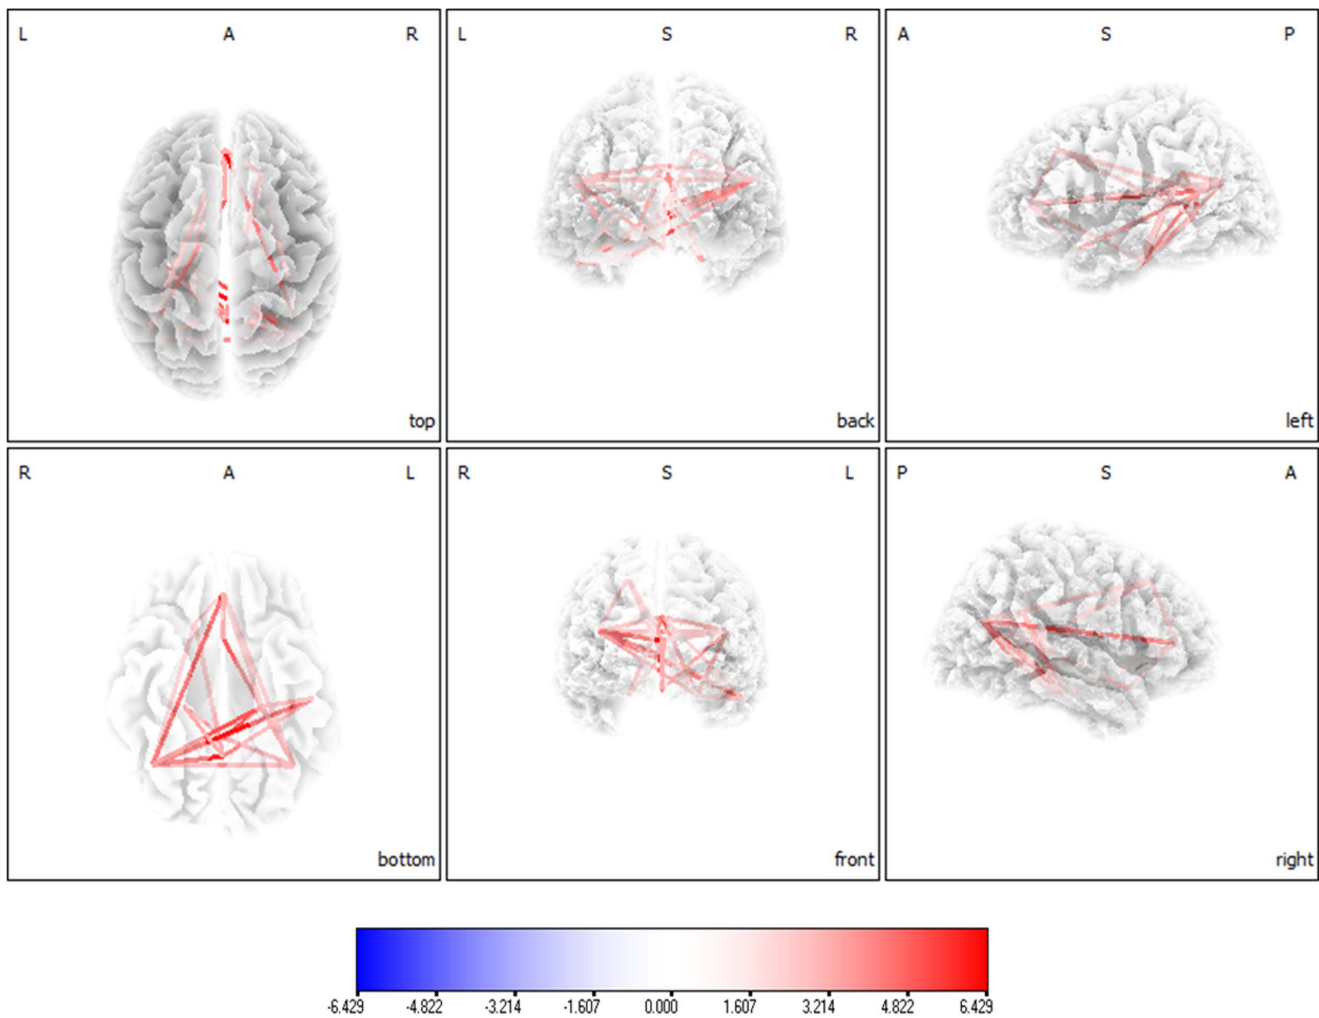 L A R
top
L S R
back
A S P
left
R A L
bottom
R S L
front
P S A
right
-6.429 -4.822 -3.214 -1.607 0.000 1.607 3.214 4.822 6.429